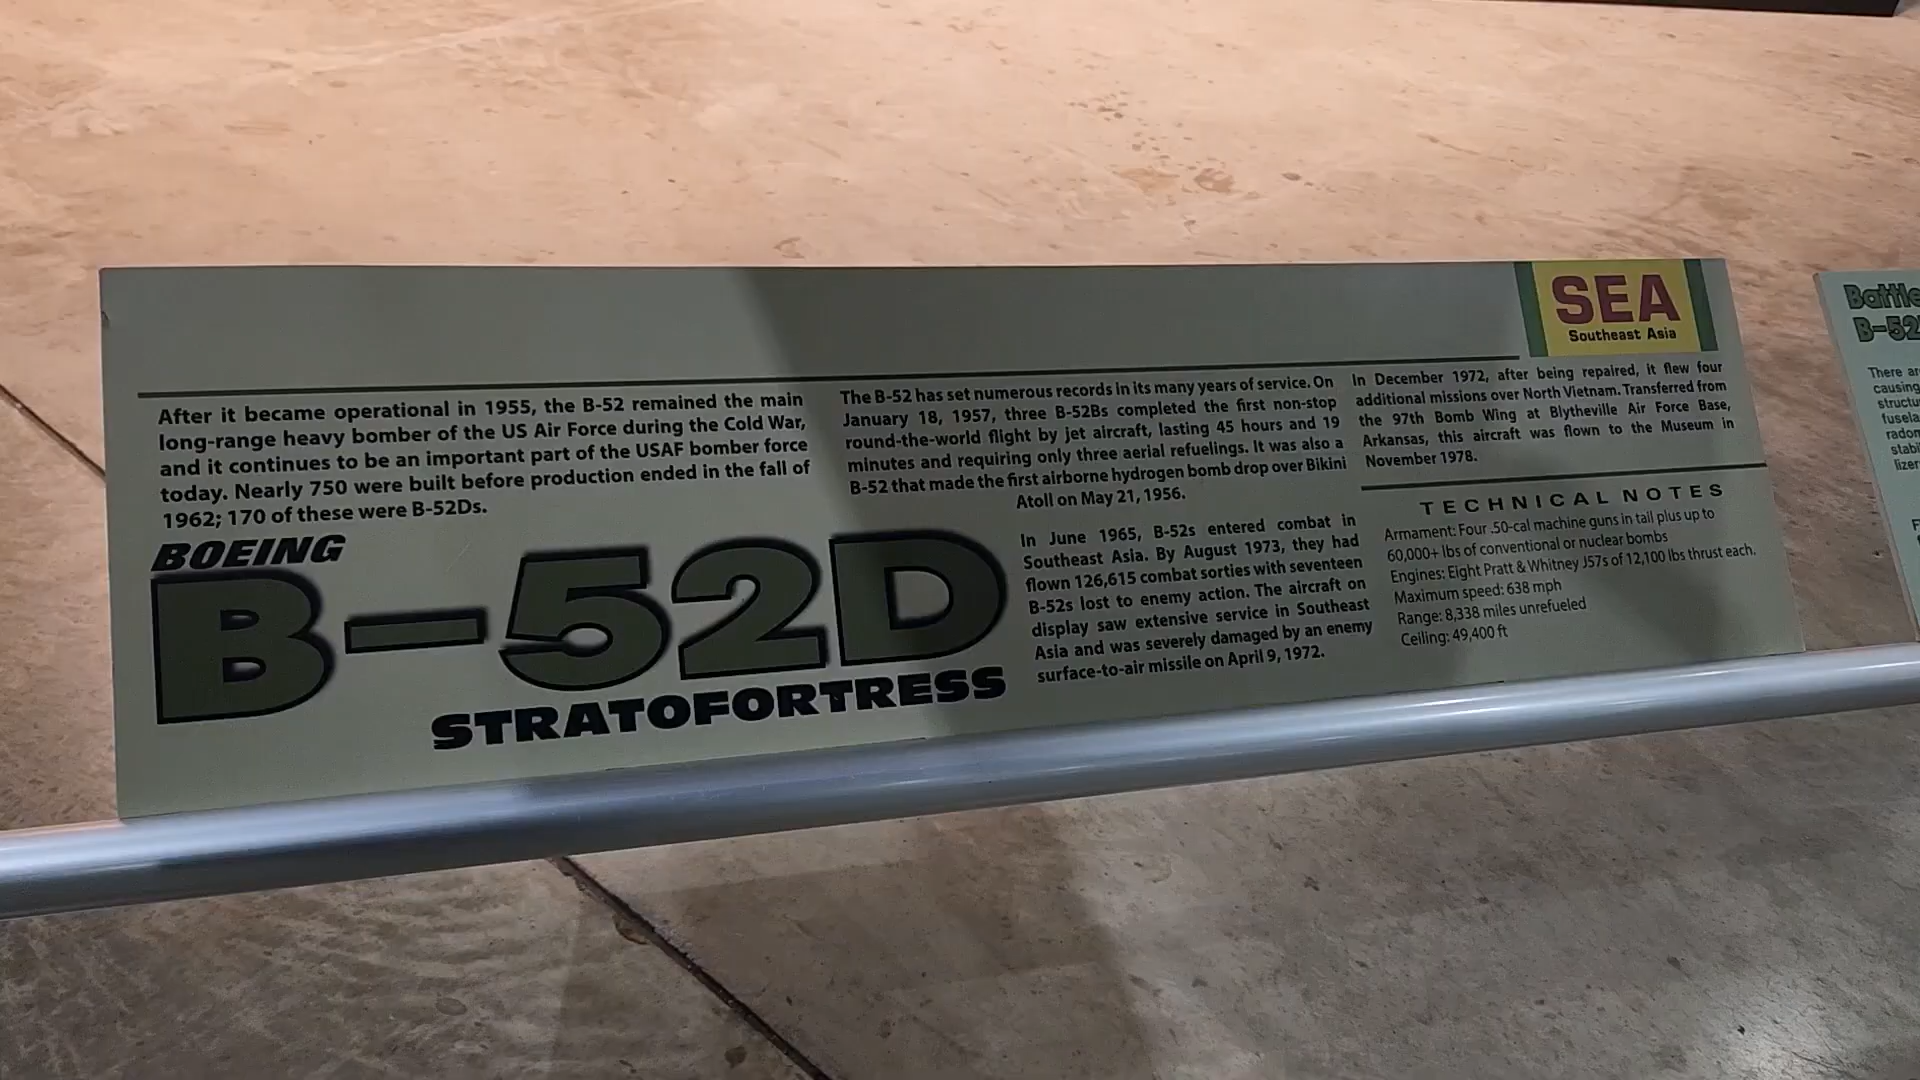 SEA
Southeast Asia
After it became operational in 1955, the B-52 remained the main
long-range heavy bomber of the US Air Force during the Cold War,
and it continues to be an important part of the USAF bomber force
today. Nearly 750 were built before production ended in the fall of
1962; 170 of these were B-52Ds.
BOEING
B-52D
STRATOFORTRESS
The B-52 has set numerous records in its many years of service. On
January 18, 1957, three B-52Bs completed the first non-stop
round-the-world flight by jet aircraft, lasting 45 hours and 19
minutes and requiring only three aerial refuelings. It was also a
B-52 that made the first airborne hydrogen bomb drop over Bikini
Atoll on May 21, 1956.
In June 1965, B-52s entered combat in
Southeast Asia. By August 1973, they had
flown 126,615 combat sorties with seventeen
B-52s lost to enemy action. The aircraft on
display saw extensive service in Southeast
Asia and was severely damaged by an enemy
surface-to-air missile on April 9, 1972.
In December 1972, after being repaired, it flew four
additional missions over North Vietnam. Transferred from
the 97th Bomb Wing at Blytheville Air Force Base,
Arkansas, this aircraft was flown to the Museum in
November 1978.
TECHNICAL NOTES
Armament: Four .50-cal machine guns in tail plus up to
60,000+ lbs of conventional or nuclear bombs
Engines: Eight Pratt & Whitney J57s of 12,100 lbs thrust each.
Maximum speed: 638 mph
Range: 8,338 miles unrefueled
Ceiling: 49,400 ft
Battle
B-52
There
causing